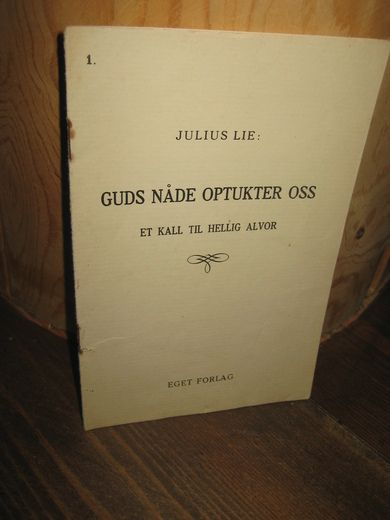 1.
JULIUS LIE:
GUDS NÅDE OPTUKTER OSS
ET KALL TIL HELLIG ALVOR
EGET FORLAG